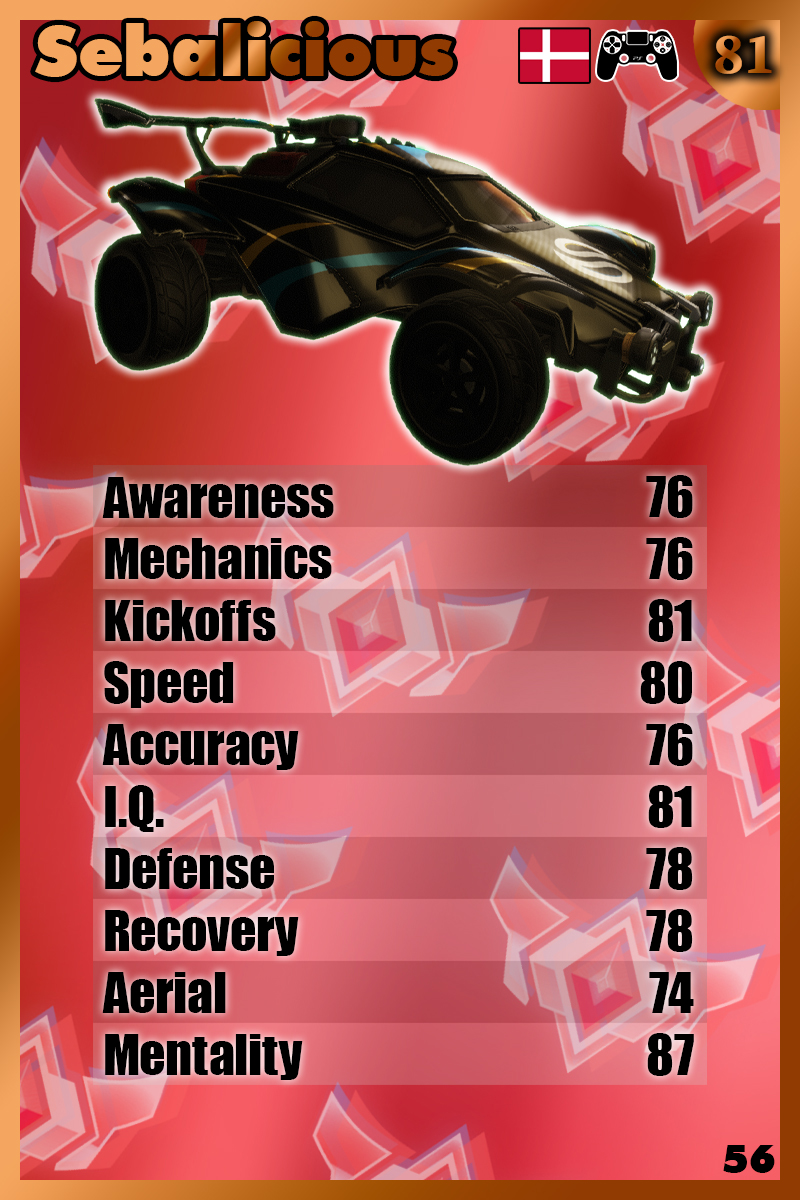 Sebalicious 81
Awareness 76
Mechanics 76
Kickoffs 81
Speed 80
Accuracy 76
I.Q. 81
Defense 78
Recovery 78
Aerial 74
Mentality 87
56